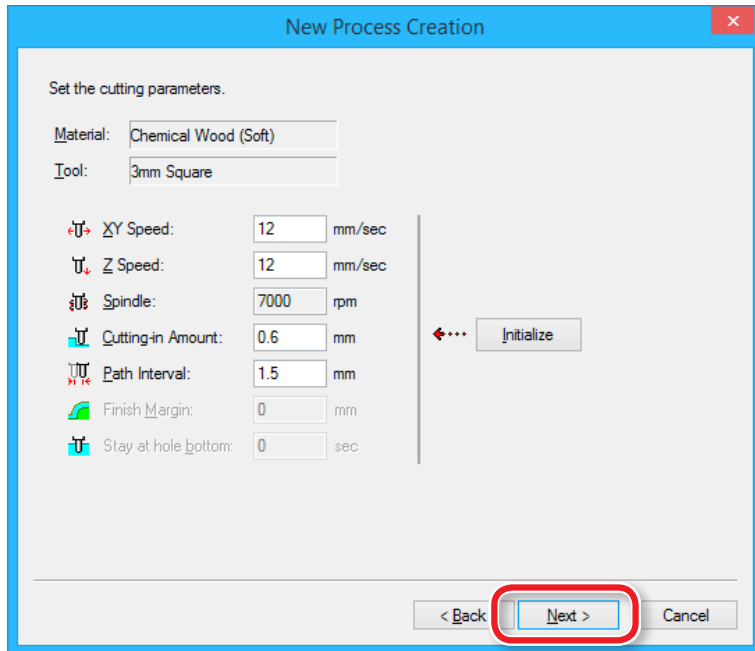 New Process Creation
Set the cutting parameters.
Material: Chemical Wood (Soft)
Tool: 3mm Square
XY Speed: 12 mm/sec
Z Speed: 12 mm/sec
Spindle: 7000 rpm
Cutting-in Amount: 0.6 mm
Initialize
Path Interval: 1.5 mm
Finish Margin: 0 mm
Stay at hole bottom: 0 sec
< Back Next > Cancel